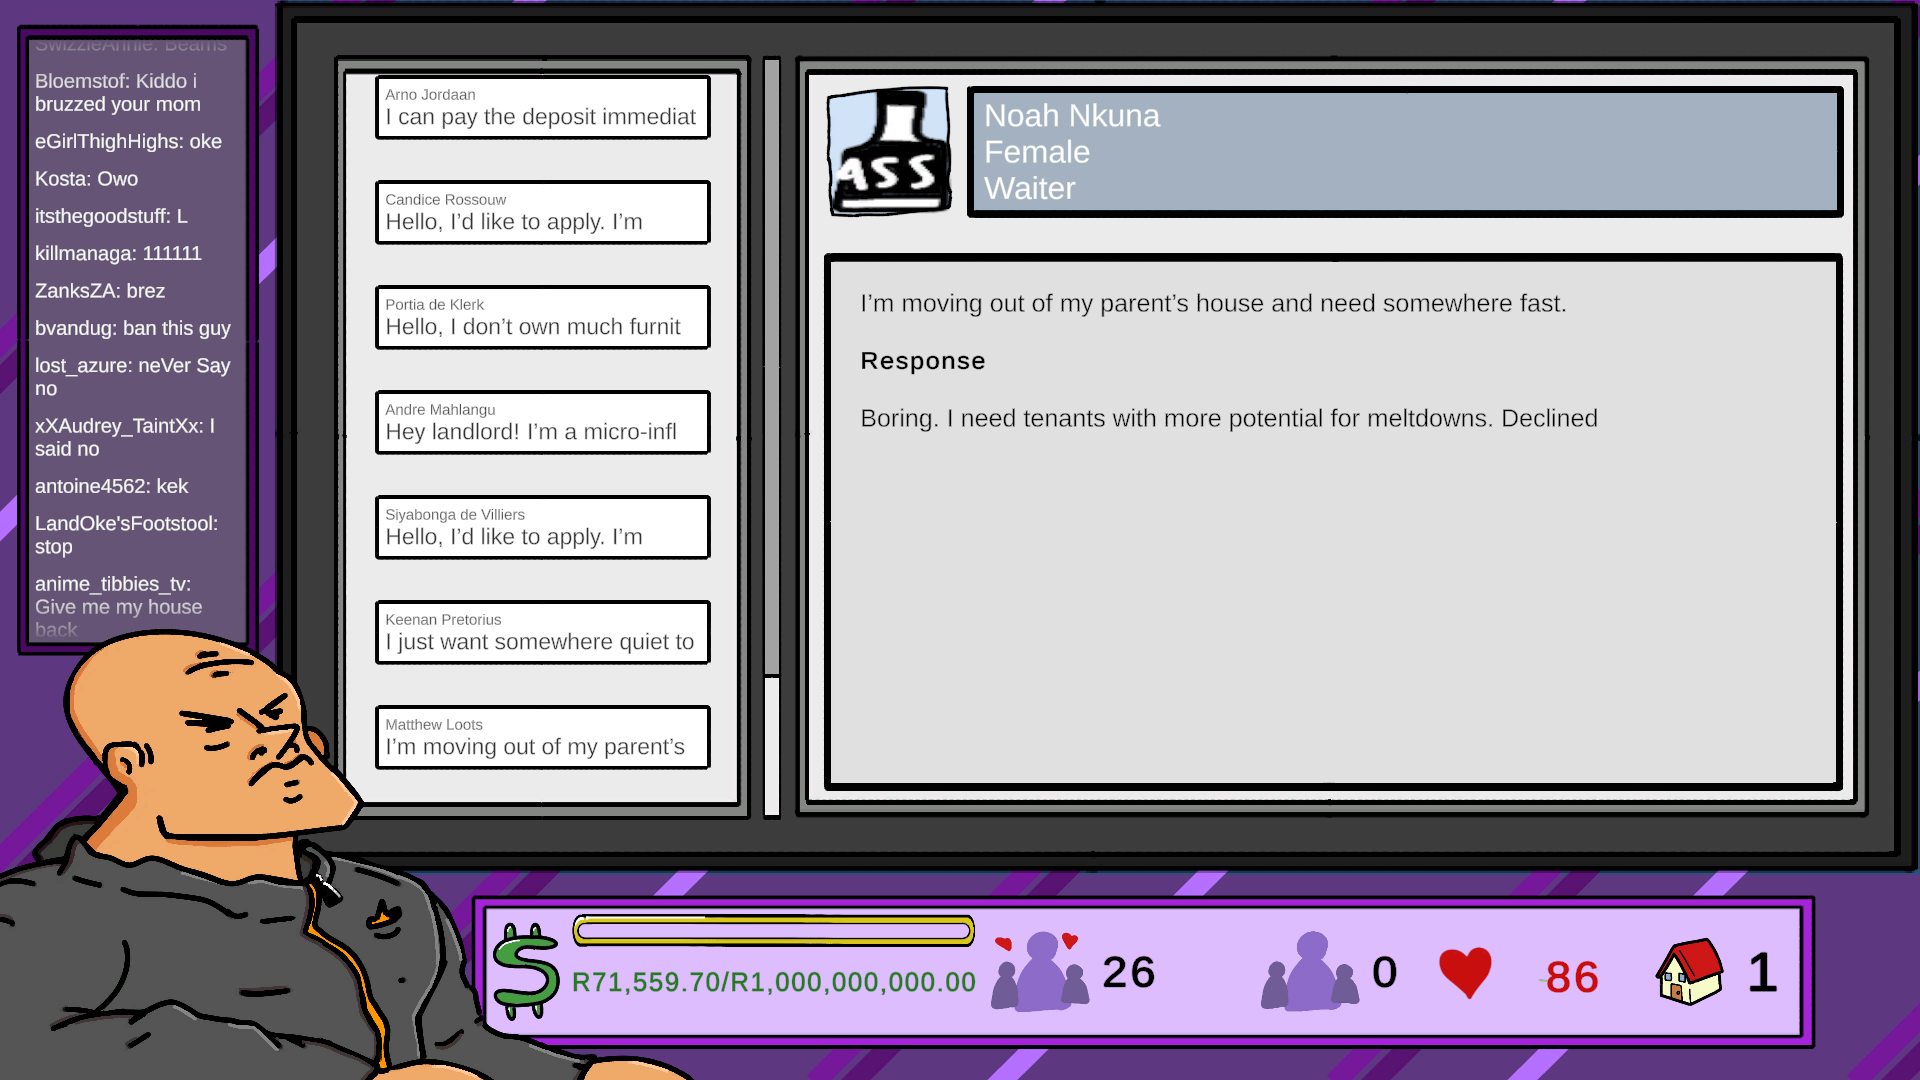 SwizzleAnnie: Beams
Bloemstof: Kiddo i
bruzzed your mom
eGirlThighHighs: oke
Kosta: Owo
itsthegoodstuff: L
killmanaga: 111111
ZanksZA: brez
bvandug: ban this guy
lost_azure: neVer Say
no
xXAudrey_TaintXx: I
said no
antoine4562: kek
LandOke'sFootstool:
stop
anime_tibbies_tv:
Give me my house
back
Arno Jordaan
I can pay the deposit immediat
Candice Rossouw
Hello, I’d like to apply. I’m
Portia de Klerk
Hello, I don’t own much furnit
Andre Mahlangu
Hey landlord! I’m a micro-infl
Siyabonga de Villiers
Hello, I’d like to apply. I’m
Keenan Pretorius
I just want somewhere quiet to
Matthew Loots
I’m moving out of my parent’s
ASS
Noah Nkuna
Female
Waiter
I’m moving out of my parent’s house and need somewhere fast.
Response
Boring. I need tenants with more potential for meltdowns. Declined
R71,559.70/R1,000,000,000.00
26
0
-86
1